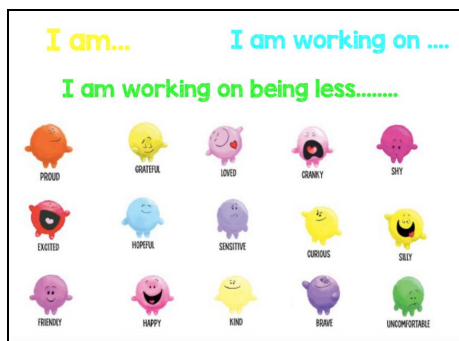 I am...
I am working on ....
I am working on being less........
PROUD
GRATEFUL
LOVED
CRANKY
SHY
EXCITED
HOPEFUL
SENSITIVE
CURIOUS
SILLY
FRIENDLY
HAPPY
KIND
BRAVE
UNCOMFORTABLE